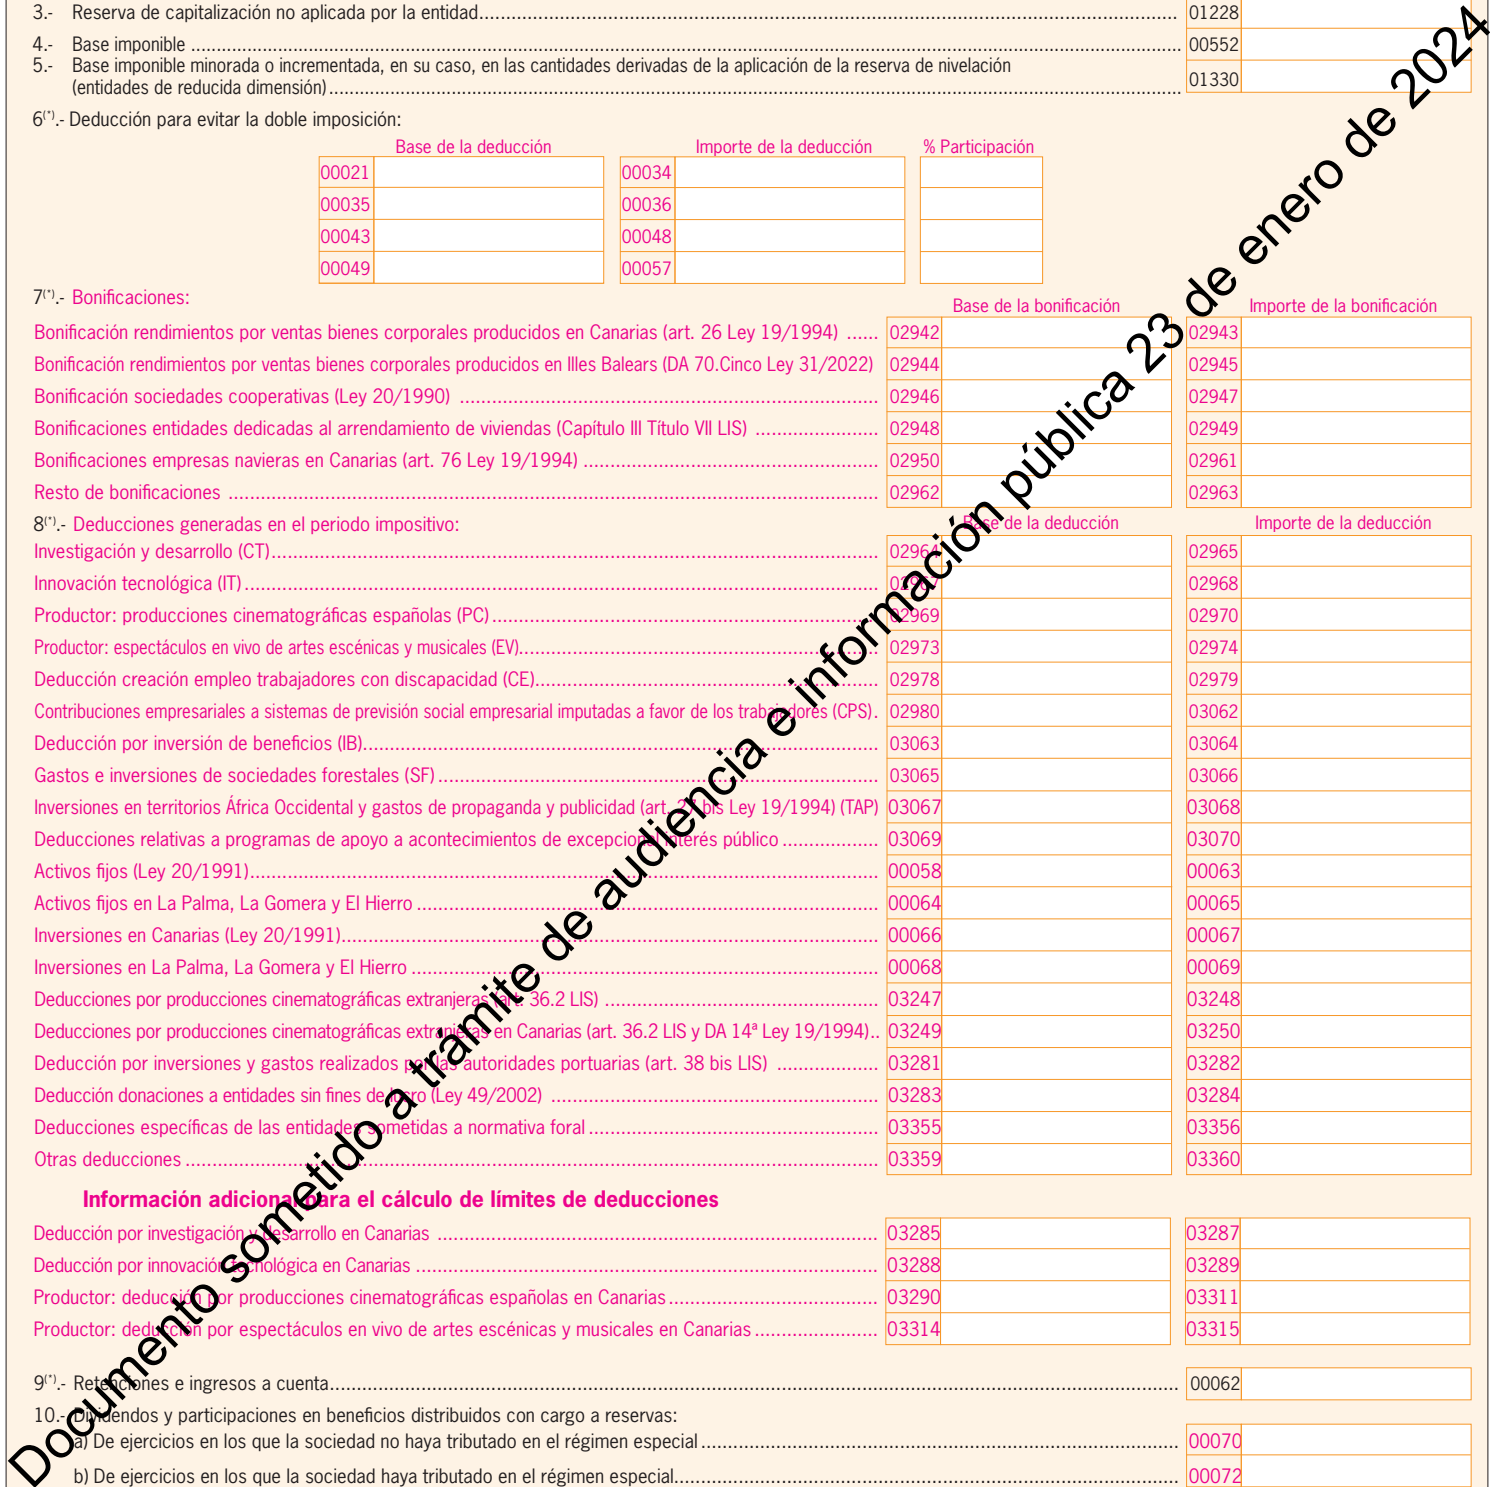 3.- Reserva de capitalización no aplicada por la entidad.......... 01228
4.- Base imponible .......... 00552
5.- Base imponible minorada o incrementada, en su caso, en las cantidades derivadas de la aplicación de la reserva de nivelación
(entidades de reducida dimensión).......... 01330
6(*).- Deducción para evitar la doble imposición:
Base de la deducción Importe de la deducción % Participación
00021 00034
00035 00036
00043 00048
00049 00057
7(*).- Bonificaciones:
Base de la bonificación Importe de la bonificación
Bonificación rendimientos por ventas bienes corporales producidos en Canarias (art. 26 Ley 19/1994) ...... 02942 02943
Bonificación rendimientos por ventas bienes corporales producidos en Illes Balears (DA 70.Cinco Ley 31/2022) 02944 02945
Bonificación sociedades cooperativas (Ley 20/1990) .......... 02946 02947
Bonificaciones entidades dedicadas al arrendamiento de viviendas (Capítulo III Título VII LIS) .......... 02948 02949
Bonificaciones empresas navieras en Canarias (art. 76 Ley 19/1994) .......... 02950 02961
Resto de bonificaciones .......... 02962 02963
8(*).- Deducciones generadas en el periodo impositivo:
Base de la deducción Importe de la deducción
Investigación y desarrollo (CT).......... 02964 02965
Innovación tecnológica (IT).......... 02967 02968
Productor: producciones cinematográficas españolas (PC).......... 02969 02970
Productor: espectáculos en vivo de artes escénicas y musicales (EV).......... 02973 02974
Deducción creación empleo trabajadores con discapacidad (CE).......... 02978 02979
Contribuciones empresariales a sistemas de previsión social empresarial imputadas a favor de los trabajadores (CPS). 02980 03062
Deducción por inversión de beneficios (IB).......... 03063 03064
Gastos e inversiones de sociedades forestales (SF).......... 03065 03066
Inversiones en territorios África Occidental y gastos de propaganda y publicidad (art. 27 bis Ley 19/1994) (TAP) 03067 03068
Deducciones relativas a programas de apoyo a acontecimientos de excepcional interés público .......... 03069 03070
Activos fijos (Ley 20/1991).......... 00058 00063
Activos fijos en La Palma, La Gomera y El Hierro .......... 00064 00065
Inversiones en Canarias (Ley 20/1991).......... 00066 00067
Inversiones en La Palma, La Gomera y El Hierro .......... 00068 00069
Deducciones por producciones cinematográficas extranjeras (art. 36.2 LIS) .......... 03247 03248
Deducciones por producciones cinematográficas extranjeras en Canarias (art. 36.2 LIS y DA 14ª Ley 19/1994).. 03249 03250
Deducción por inversiones y gastos realizados por las autoridades portuarias (art. 38 bis LIS) .......... 03281 03282
Deducción donaciones a entidades sin fines de lucro (Ley 49/2002) .......... 03283 03284
Deducciones específicas de las entidades sometidas a normativa foral .......... 03355 03356
Otras deducciones .......... 03359 03360
Información adicional para el cálculo de límites de deducciones
Deducción por investigación y desarrollo en Canarias .......... 03285 03287
Deducción por innovación tecnológica en Canarias .......... 03288 03289
Productor: deducción por producciones cinematográficas españolas en Canarias .......... 03290 03311
Productor: deducción por espectáculos en vivo de artes escénicas y musicales en Canarias .......... 03314 03315
9(*).- Retenciones e ingresos a cuenta.......... 00062
10.- Dividendos y participaciones en beneficios distribuidos con cargo a reservas:
a) De ejercicios en los que la sociedad no haya tributado en el régimen especial .......... 00070
b) De ejercicios en los que la sociedad haya tributado en el régimen especial.......... 00072
Documento sometido a trámite de audiencia e información pública 23 de enero de 2024